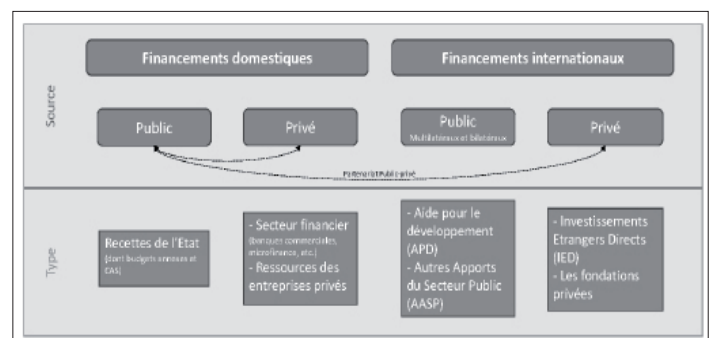 Financements domestiques
Financements internationaux
Source
Public
Privé
Public
Multilatéraux et bilatéraux
Privé
Partenariat Public-privé
Type
Recettes de l'Etat
(dont budgets annexes et
CAS)
- Secteur financier
(banques commerciales,
microfinance, etc.)
- Ressources des
entreprises privés
- Aide pour le
développement
(APD)
- Autres Apports
du Secteur Public
(AASP)
- Investissements
Etrangers Directs
(IED)
- Les fondations
privées